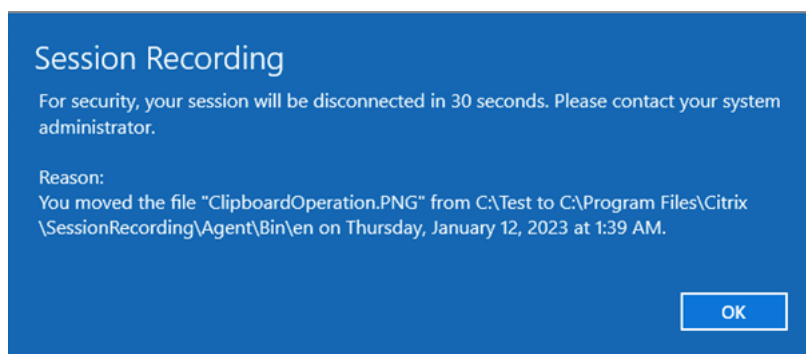 Session Recording
For security, your session will be disconnected in 30 seconds. Please contact your system
administrator.
Reason:
You moved the file "ClipboardOperation.PNG" from C:\Test to C:\Program Files\Citrix
\SessionRecording\Agent\Bin\en on Thursday, January 12, 2023 at 1:39 AM.
OK